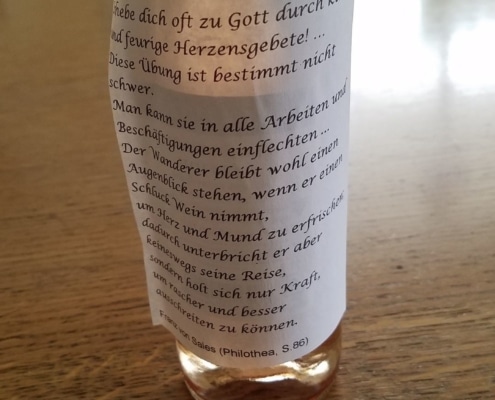 Erhebe dich oft zu Gott durch k
und feurige Herzensgebete! ...
Diese Übung ist bestimmt nicht
schwer.
Man kann sie in alle Arbeiten und
Beschäftigungen einflechten ...
Der Wanderer bleibt wohl einen
Augenblick stehen, wenn er einen
Schluck Wein nimmt,
um Herz und Mund zu erfrischen,
dadurch unterbricht er aber
keineswegs seine Reise,
sondern holt sich nur Kraft,
um rascher und besser
ausschreiten zu können.
Franz von Sales (Philothea, S.86)